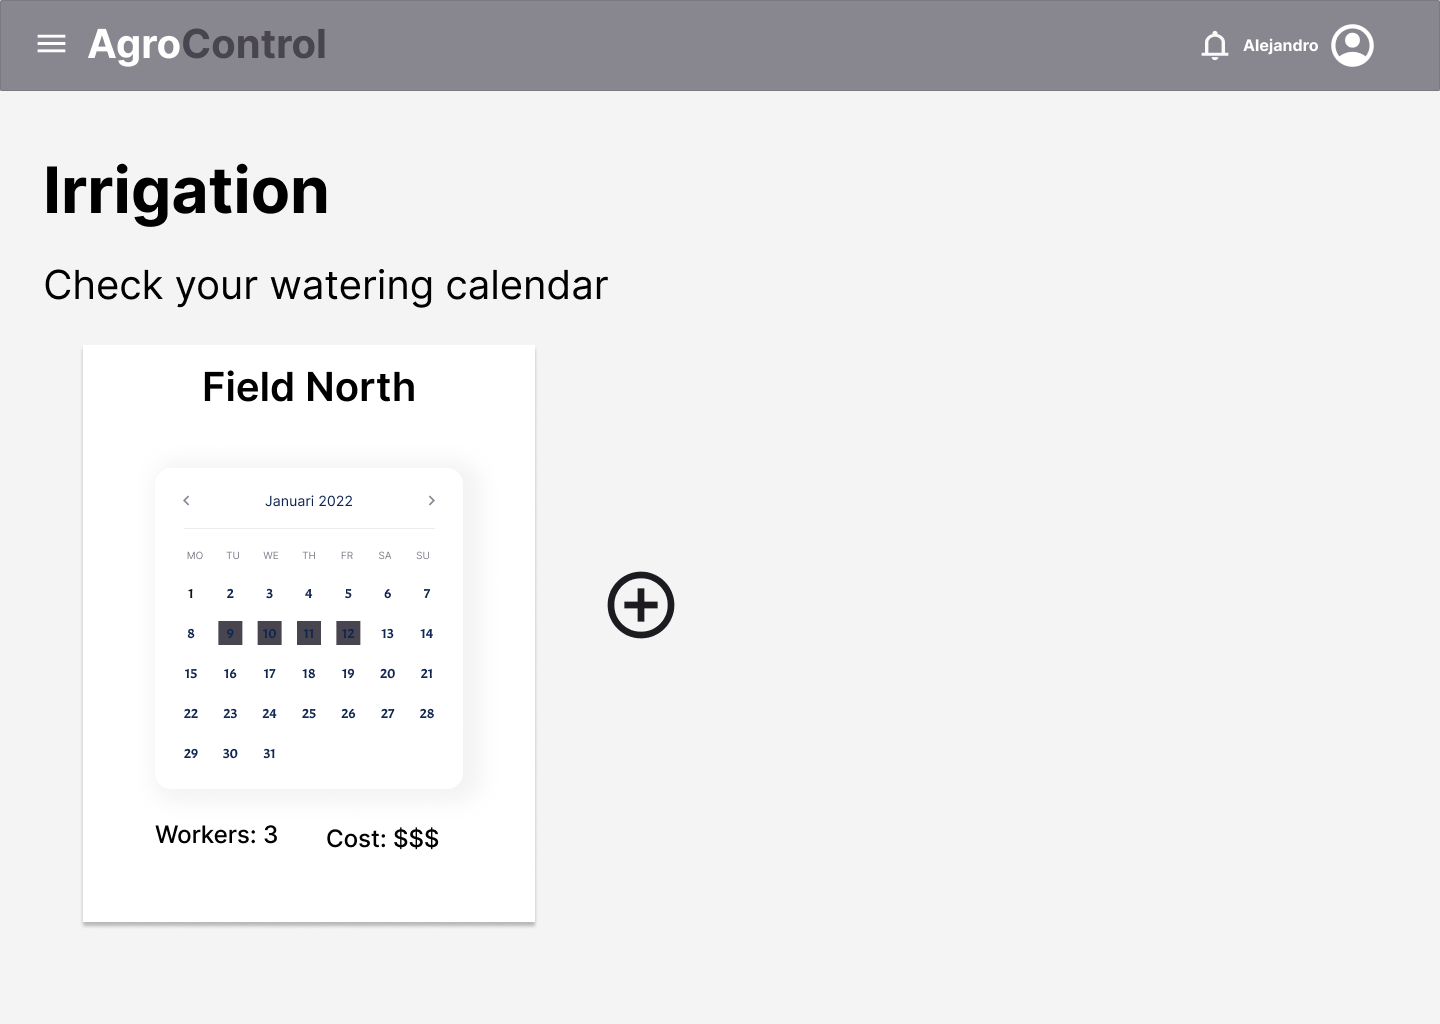 AgroControl
Alejandro
Irrigation
Check your watering calendar
Field North
Januari 2022
MO TU WE TH FR SA SU
1 2 3 4 5 6 7
8 9 10 11 12 13 14
15 16 17 18 19 20 21
22 23 24 25 26 27 28
29 30 31
Workers: 3 Cost: $$$